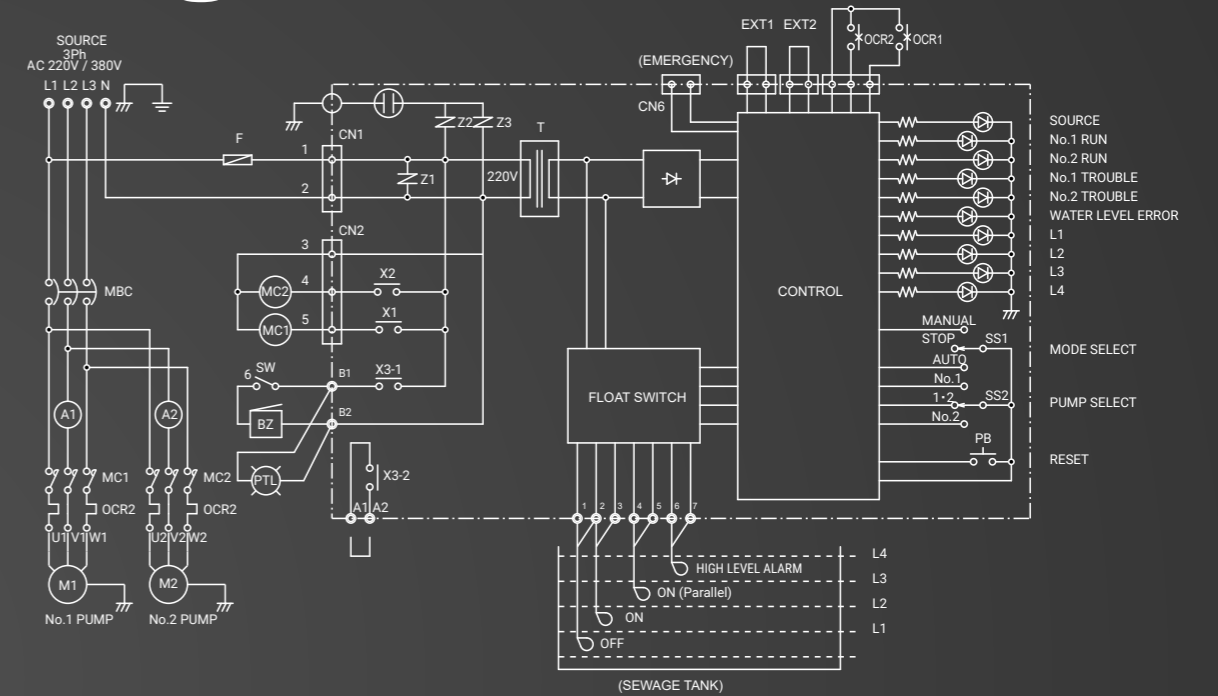 SOURCE
3Ph
AC 220V / 380V
L1 L2 L3 N
F
MBC
A1
A2
MC1
MC2
OCR2
OCR2
U1 V1 W1
U2 V2 W2
M1
M2
No.1 PUMP
No.2 PUMP
CN1
1
2
Z1
Z2
Z3
T
220V
CN2
3
4
5
MC2
MC1
X2
X1
6
SW
B1
X3-1
BZ
B2
PTL
X3-2
A1 A2
(EMERGENCY)
CN6
EXT1 EXT2
OCR2
OCR1
CONTROL
FLOAT SWITCH
1 2 3 4 5 6 7
SOURCE
No.1 RUN
No.2 RUN
No.1 TROUBLE
No.2 TROUBLE
WATER LEVEL ERROR
L1
L2
L3
L4
MANUAL
STOP
AUTO
SS1
MODE SELECT
No.1
1･2
No.2
SS2
PUMP SELECT
PB
RESET
L4
HIGH LEVEL ALARM
L3
ON (Parallel)
L2
ON
L1
OFF
(SEWAGE TANK)